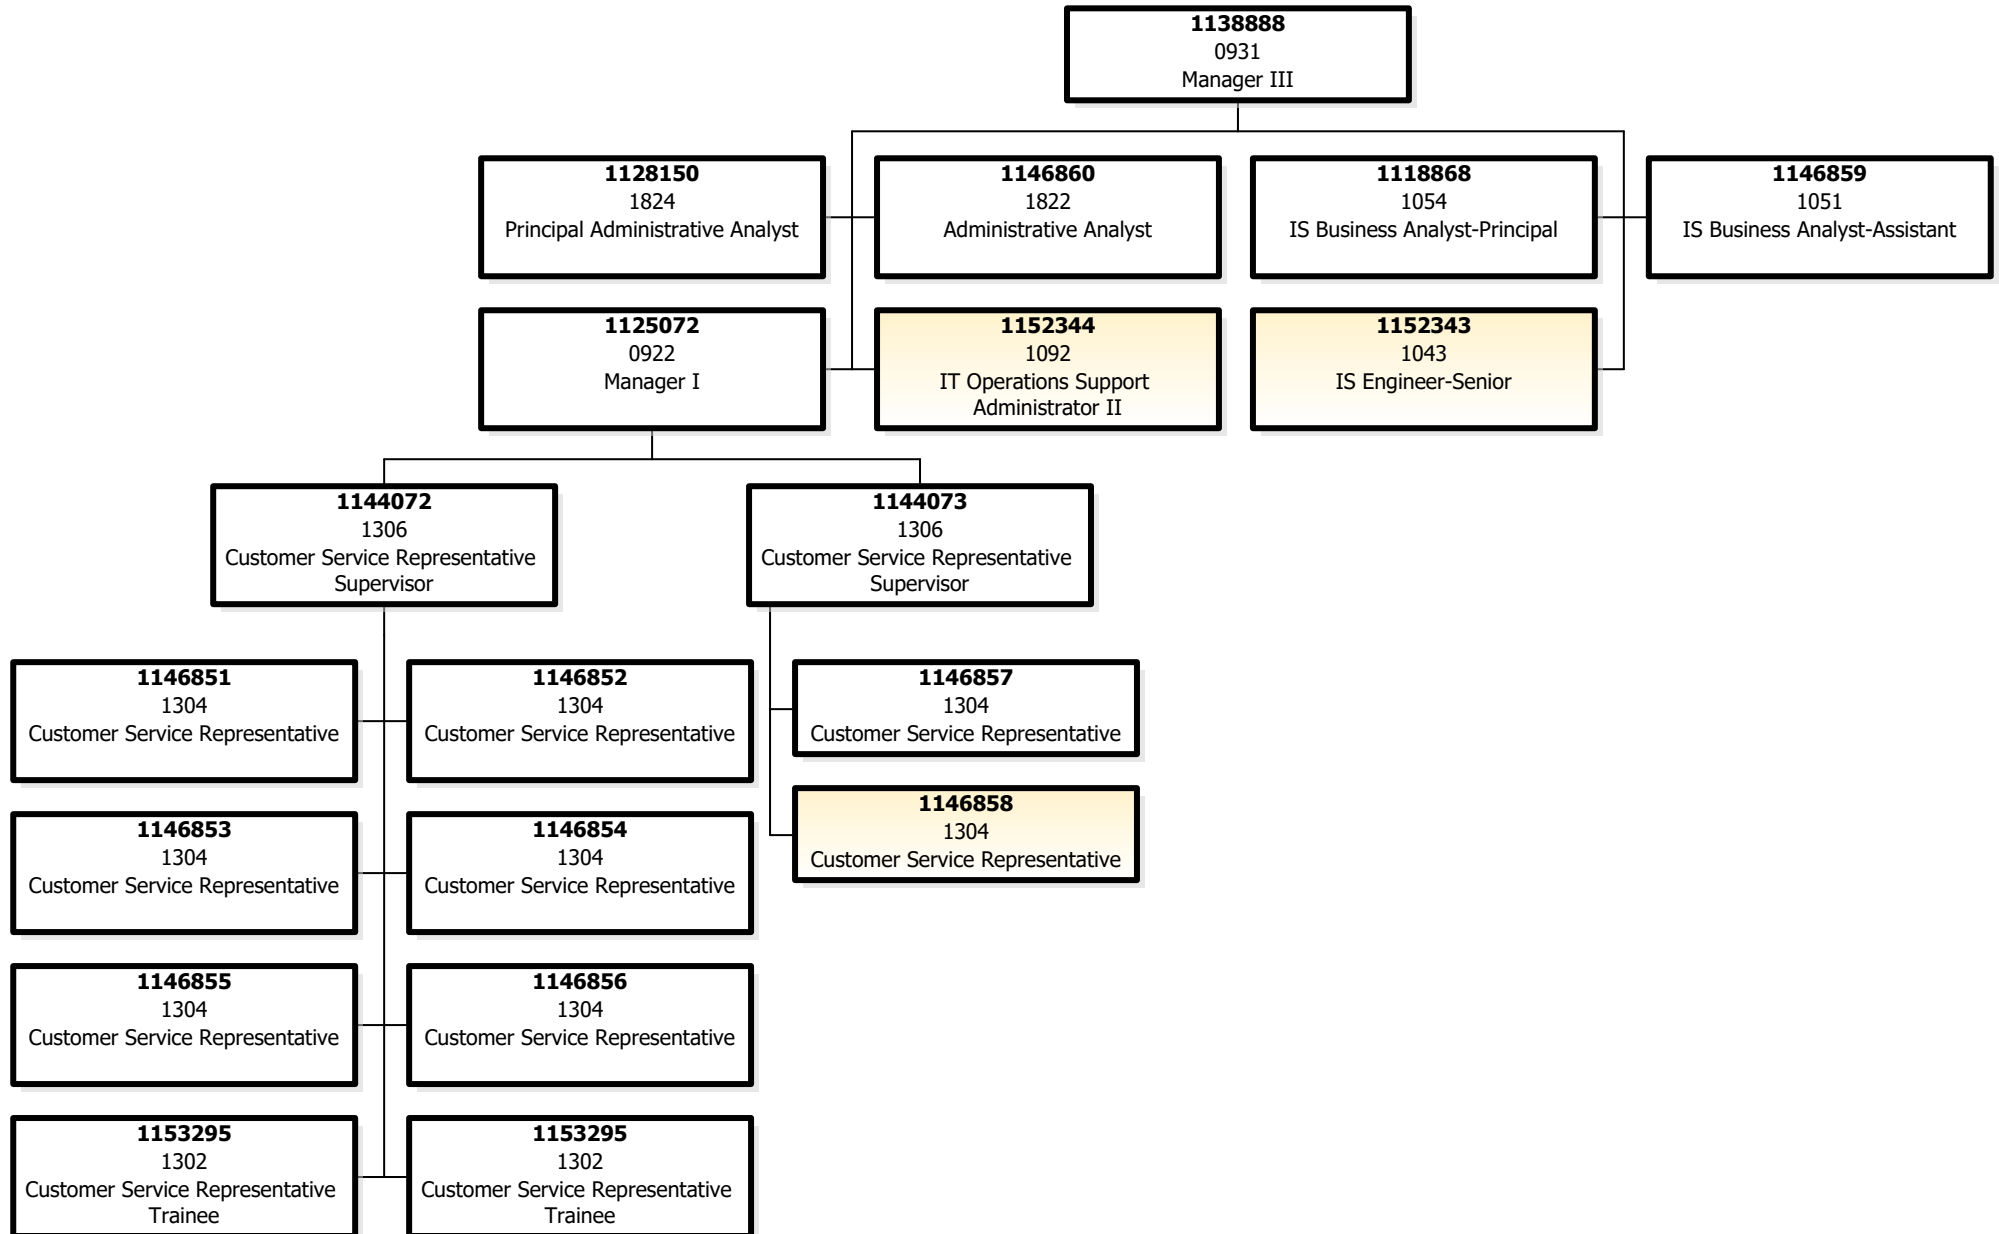 1138888
0931
Manager III
1128150
1824
Principal Administrative Analyst
1146860
1822
Administrative Analyst
1118868
1054
IS Business Analyst-Principal
1146859
1051
IS Business Analyst-Assistant
1125072
0922
Manager I
1152344
1092
IT Operations Support
Administrator II
1152343
1043
IS Engineer-Senior
1144072
1306
Customer Service Representative
Supervisor
1144073
1306
Customer Service Representative
Supervisor
1146851
1304
Customer Service Representative
1146852
1304
Customer Service Representative
1146857
1304
Customer Service Representative
1146858
1304
Customer Service Representative
1146853
1304
Customer Service Representative
1146854
1304
Customer Service Representative
1146855
1304
Customer Service Representative
1146856
1304
Customer Service Representative
1153295
1302
Customer Service Representative
Trainee
1153295
1302
Customer Service Representative
Trainee